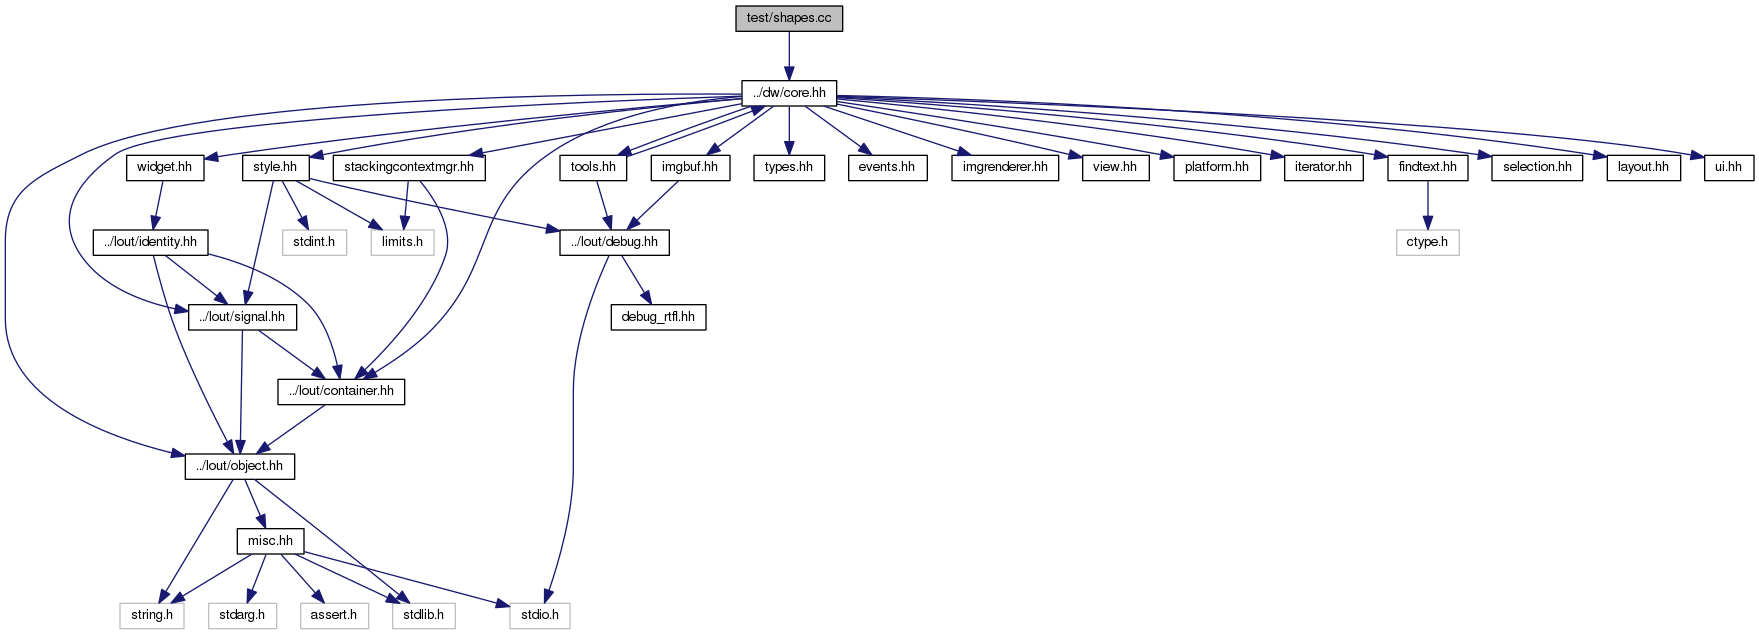 test/shapes.cc
../dw/core.hh
widget.hh
style.hh
stackingcontextmgr.hh
tools.hh
imgbuf.hh
types.hh
events.hh
imgrenderer.hh
view.hh
platform.hh
iterator.hh
findtext.hh
selection.hh
layout.hh
ui.hh
../lout/identity.hh
stdint.h
limits.h
../lout/debug.hh
ctype.h
../lout/signal.hh
debug_rtfl.hh
../lout/container.hh
../lout/object.hh
misc.hh
string.h
stdarg.h
assert.h
stdlib.h
stdio.h